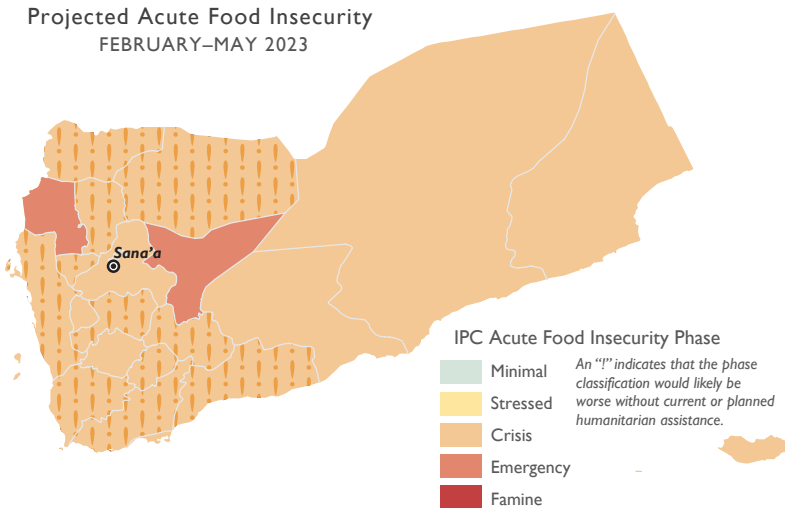 Projected Acute Food Insecurity
FEBRUARY–MAY 2023
Sana’a
IPC Acute Food Insecurity Phase
Minimal
Stressed
Crisis
Emergency
Famine
An “!” indicates that the phase
classification would likely be
worse without current or planned
humanitarian assistance.